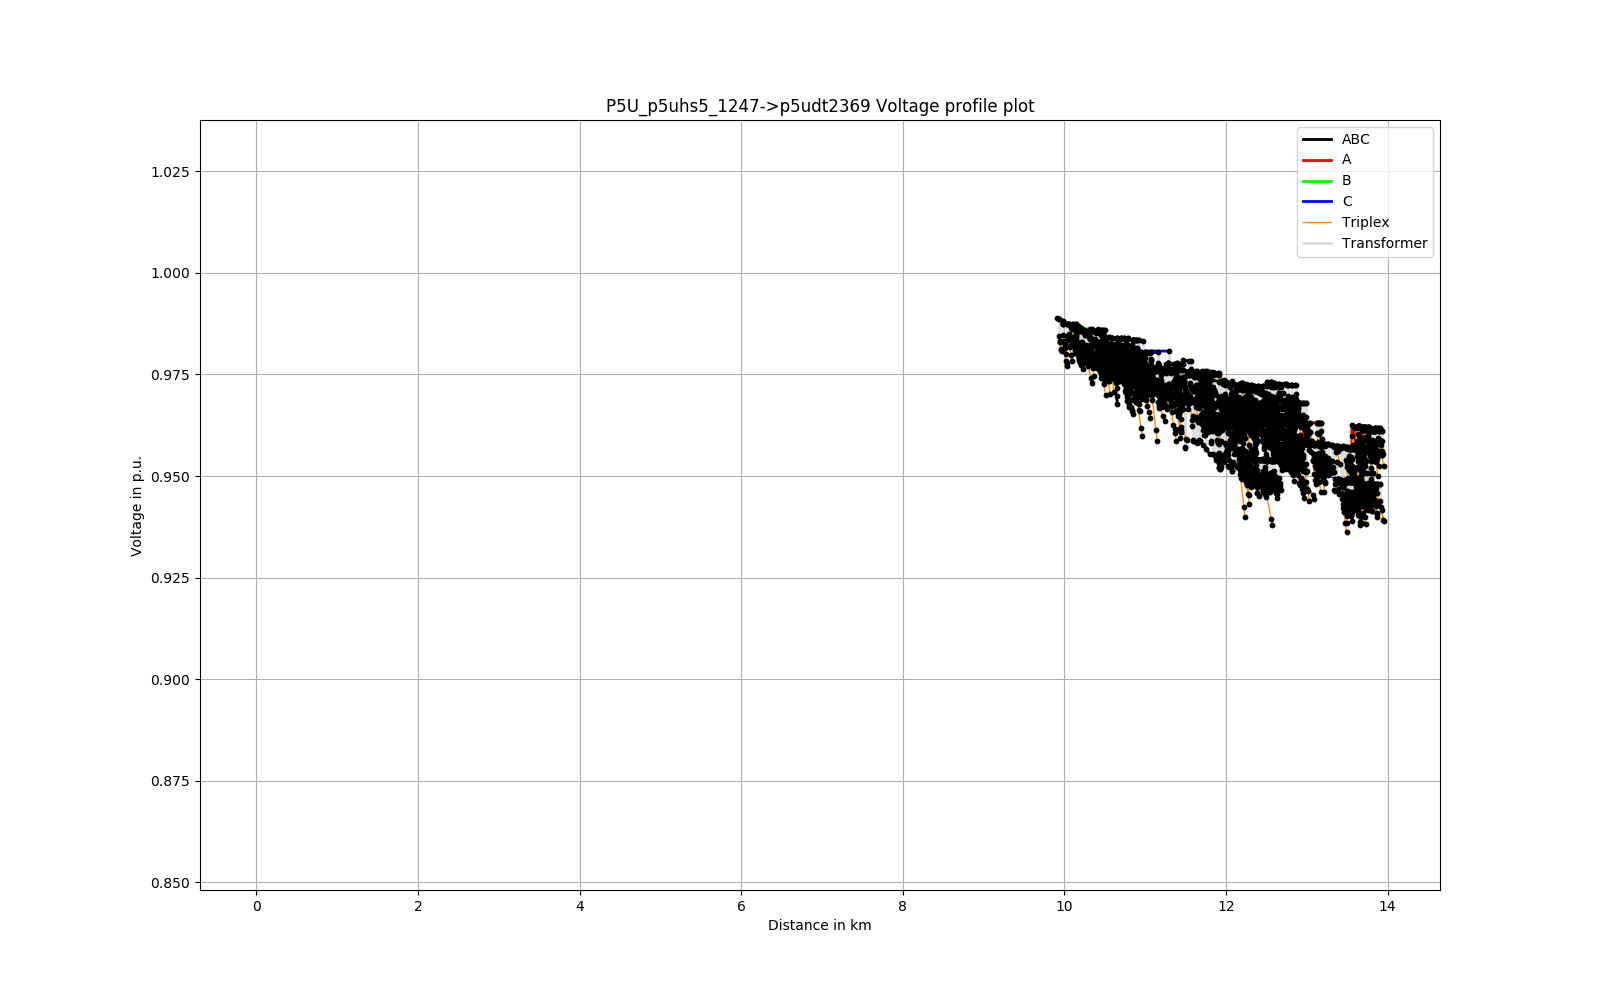 P5U_p5uhs5_1247->p5udt2369 Voltage profile plot
ABC
A
B
C
Triplex
Transformer
1.025
1.000
0.975
0.950
0.925
0.900
0.875
0.850
Voltage in p.u.
0 2 4 6 8 10 12 14
Distance in km